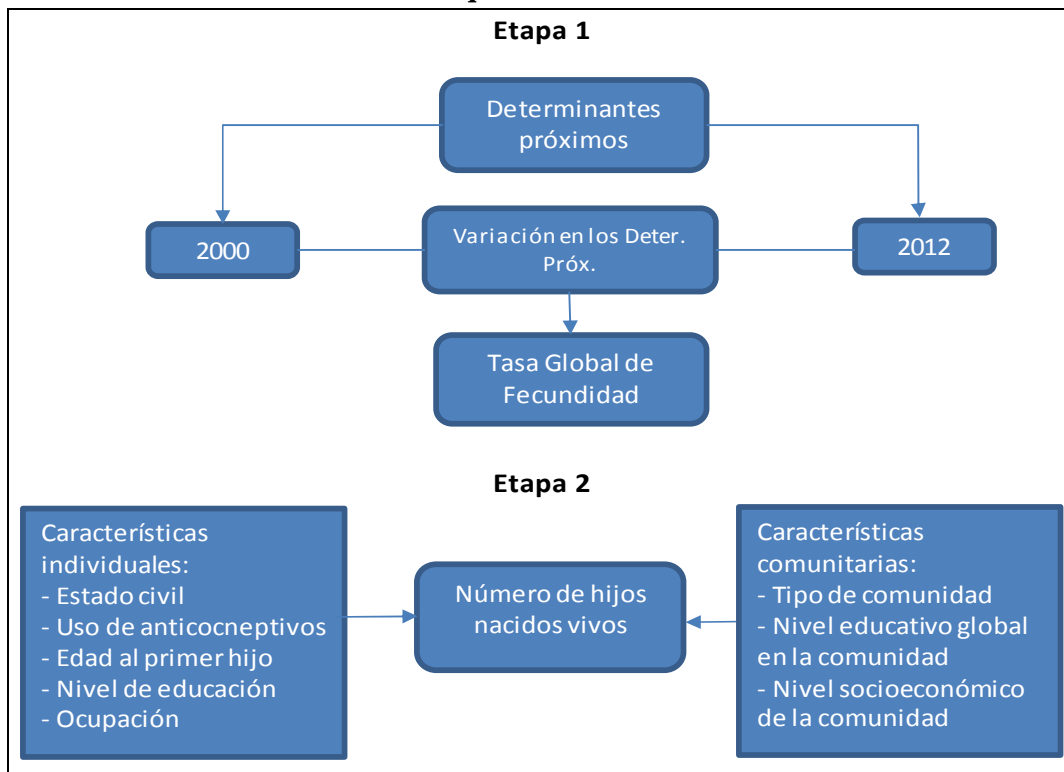 Etapa 1
Determinantes
próximos
2000
Variación en los Deter.
Próx.
2012
Tasa Global de
Fecundidad
Etapa 2
Características
individuales:
- Estado civil
- Uso de anticocneptivos
- Edad al primer hijo
- Nivel de educación
- Ocupación
Número de hijos
nacidos vivos
Características
comunitarias:
- Tipo de comunidad
- Nivel educativo global
en la comunidad
- Nivel socioeconómico
de la comunidad